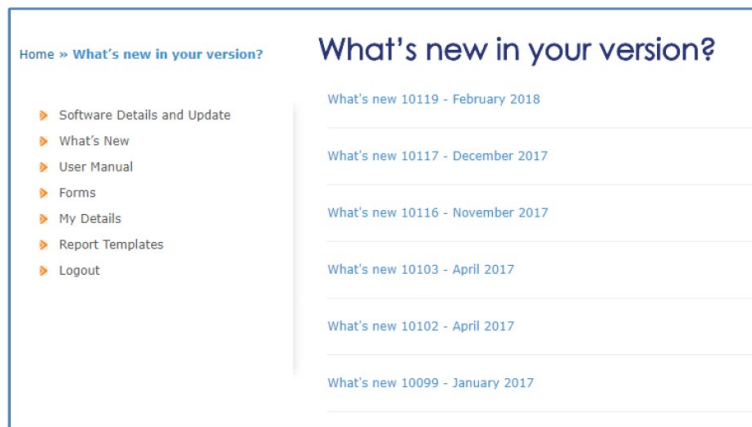 Home » What's new in your version?
Software Details and Update
What's New
User Manual
Forms
My Details
Report Templates
Logout
What's new in your version?
What's new 10119 - February 2018
What's new 10117 - December 2017
What's new 10116 - November 2017
What's new 10103 - April 2017
What's new 10102 - April 2017
What's new 10099 - January 2017